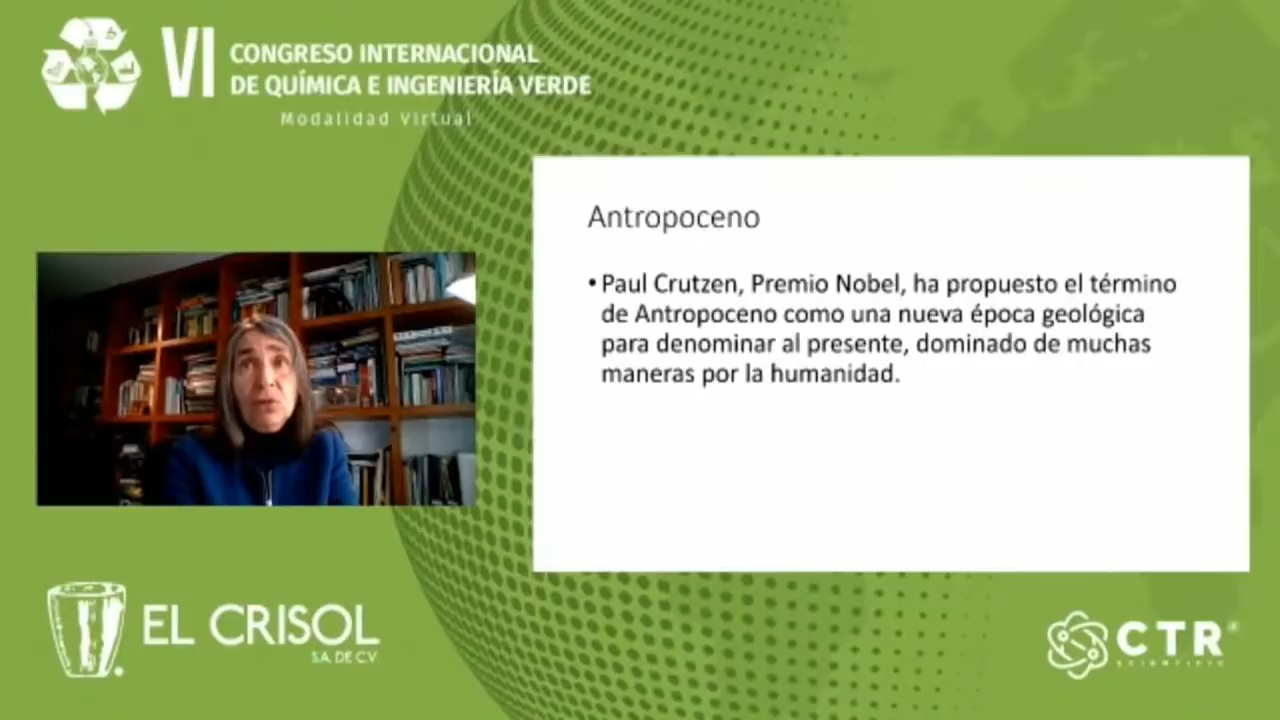 VI CONGRESO INTERNACIONAL
DE QUÍMICA E INGENIERÍA VERDE
Modalidad Virtual
Antropoceno
• Paul Crutzen, Premio Nobel, ha propuesto el término
de Antropoceno como una nueva época geológica
para denominar al presente, dominado de muchas
maneras por la humanidad.
EL CRISOL
S.A. DE C.V.
CTR
SCIENTIFIC